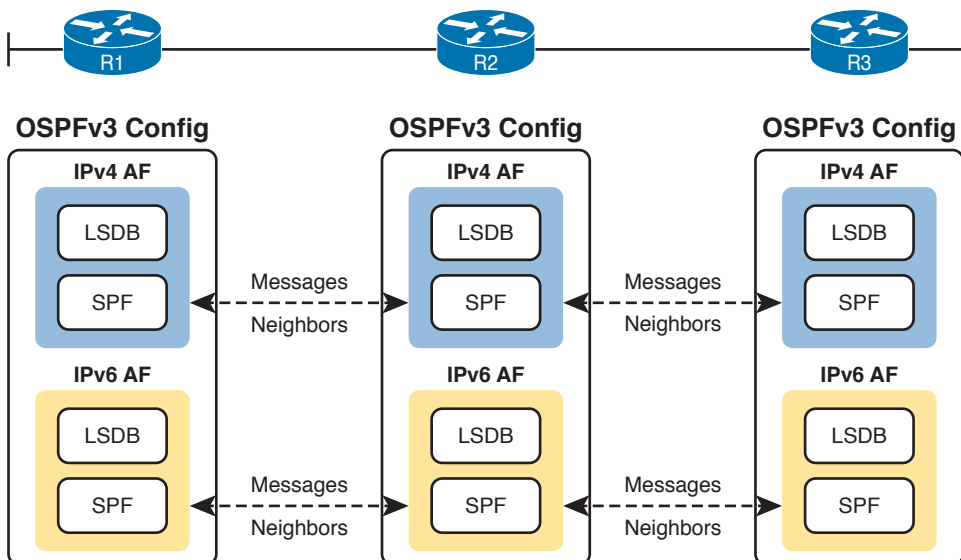 R1
R2
R3
OSPFv3 Config
OSPFv3 Config
OSPFv3 Config
IPv4 AF
IPv4 AF
IPv4 AF
LSDB
LSDB
LSDB
Messages
Messages
SPF
SPF
SPF
Neighbors
Neighbors
IPv6 AF
IPv6 AF
IPv6 AF
LSDB
LSDB
LSDB
Messages
Messages
SPF
SPF
SPF
Neighbors
Neighbors